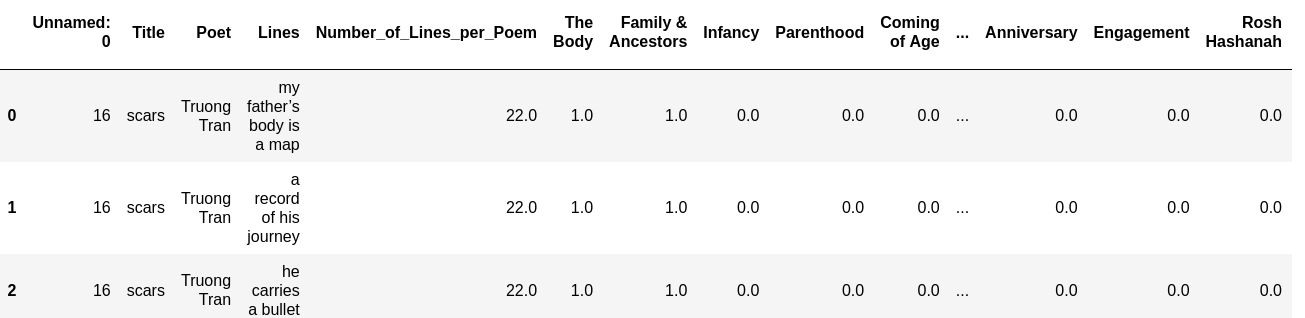 Unnamed: 0 Title Poet Lines Number_of_Lines_per_Poem The Body Family & Ancestors Infancy Parenthood Coming of Age ... Anniversary Engagement Rosh Hashanah
0 16 scars Truong Tran my father’s body is a map 22.0 1.0 1.0 0.0 0.0 0.0 ... 0.0 0.0 0.0
1 16 scars Truong Tran a record of his journey 22.0 1.0 1.0 0.0 0.0 0.0 ... 0.0 0.0 0.0
2 16 scars Truong Tran he carries a bullet 22.0 1.0 1.0 0.0 0.0 0.0 ... 0.0 0.0 0.0